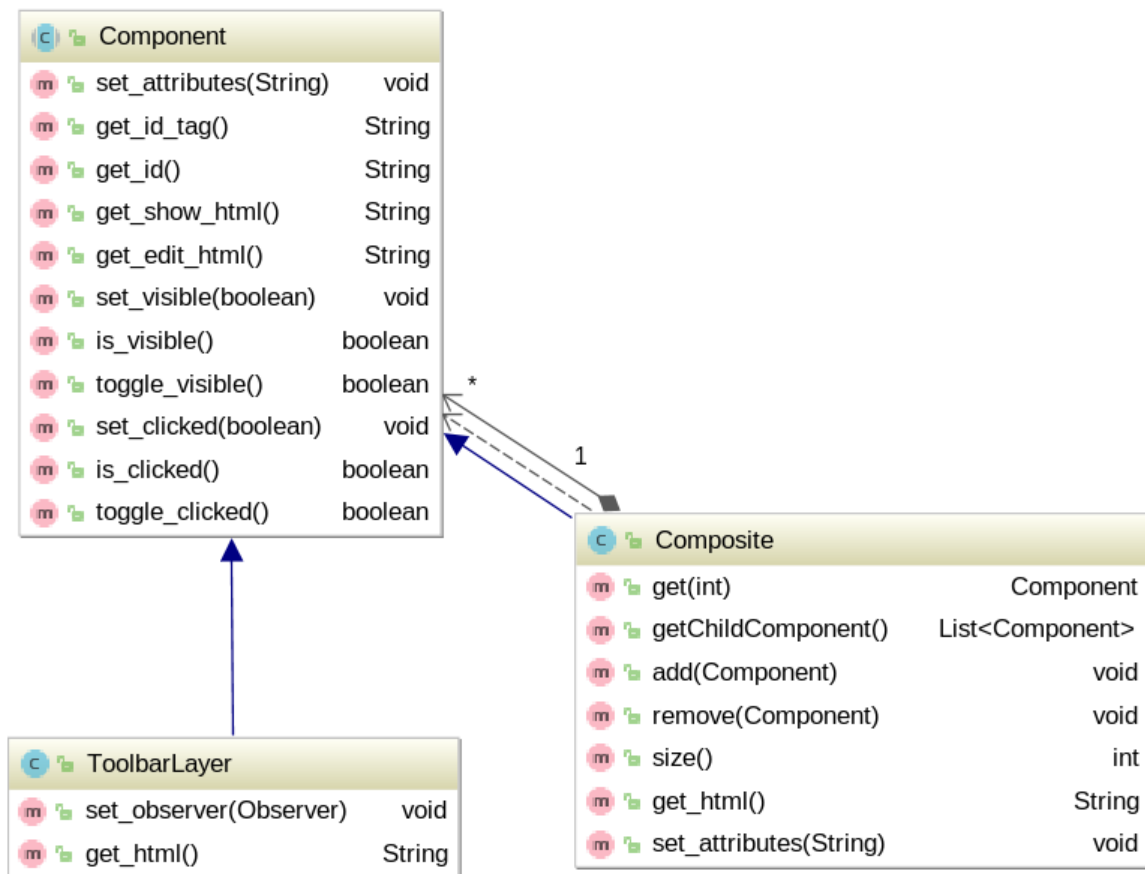 Component
set_attributes(String) void
get_id_tag() String
get_id() String
get_show_html() String
get_edit_html() String
set_visible(boolean) void
is_visible() boolean
toggle_visible() boolean
set_clicked(boolean) void
is_clicked() boolean
toggle_clicked() boolean
*
1
Composite
get(int) Component
getChildComponent() List<Component>
add(Component) void
remove(Component) void
size() int
get_html() String
set_attributes(String) void
ToolbarLayer
set_observer(Observer) void
get_html() String